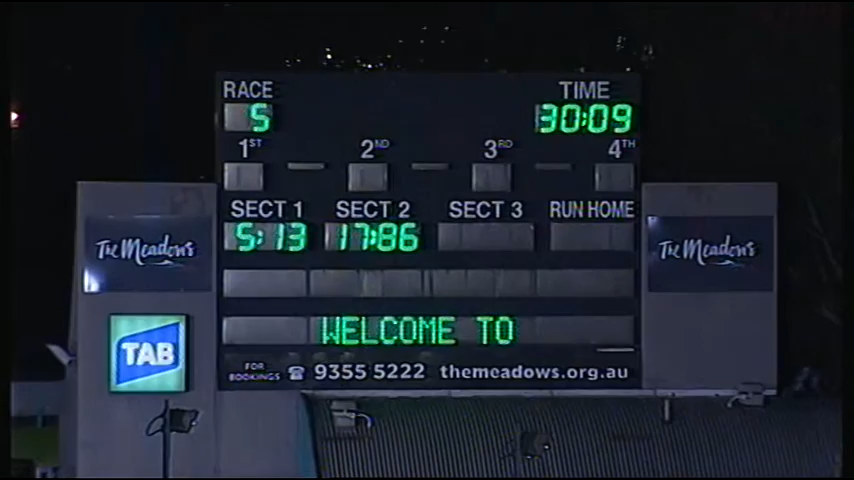 RACE TIME
5 30:09
1ST 2ND 3RD 4TH
SECT 1 SECT 2 SECT 3 RUN HOME
5:13 17:86
The Meadows
The Meadows
WELCOME TO
TAB
FOR BOOKINGS ☎ 9355 5222 themeadows.org.au